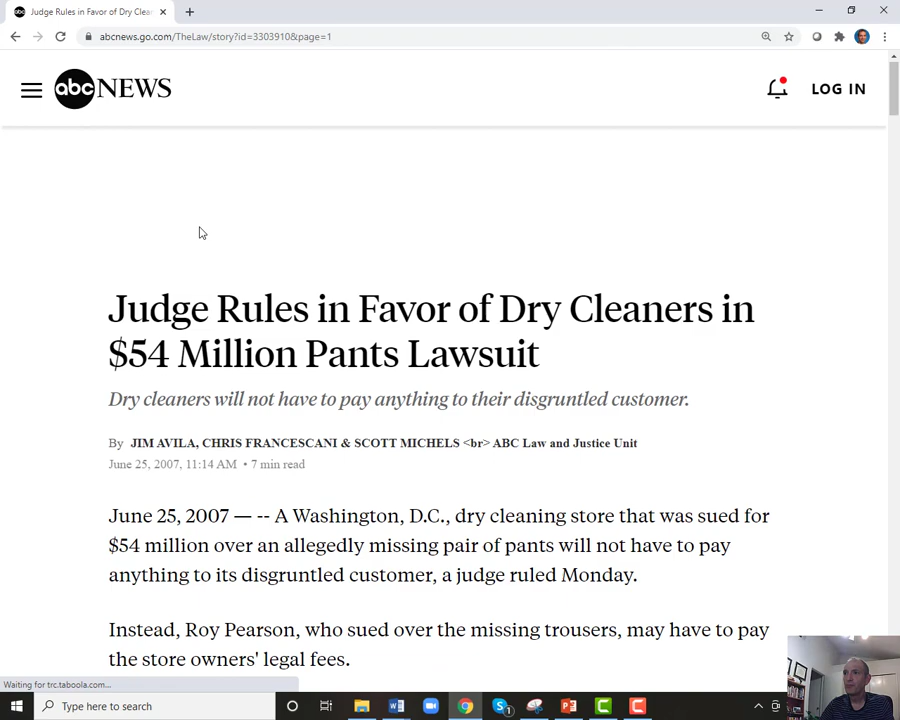 abc Judge Rules in Favor of Dry Clea
abcnews.go.com/TheLaw/story?id=3303910&page=1
abc NEWS
LOG IN
Judge Rules in Favor of Dry Cleaners in
$54 Million Pants Lawsuit
Dry cleaners will not have to pay anything to their disgruntled customer.
By JIM AVILA, CHRIS FRANCESCANI & SCOTT MICHELS <br> ABC Law and Justice Unit
June 25, 2007, 11:14 AM • 7 min read
June 25, 2007 — -- A Washington, D.C., dry cleaning store that was sued for
$54 million over an allegedly missing pair of pants will not have to pay
anything to its disgruntled customer, a judge ruled Monday.
Instead, Roy Pearson, who sued over the missing trousers, may have to pay
the store owners' legal fees.
Waiting for trc.taboola.com...
Type here to search